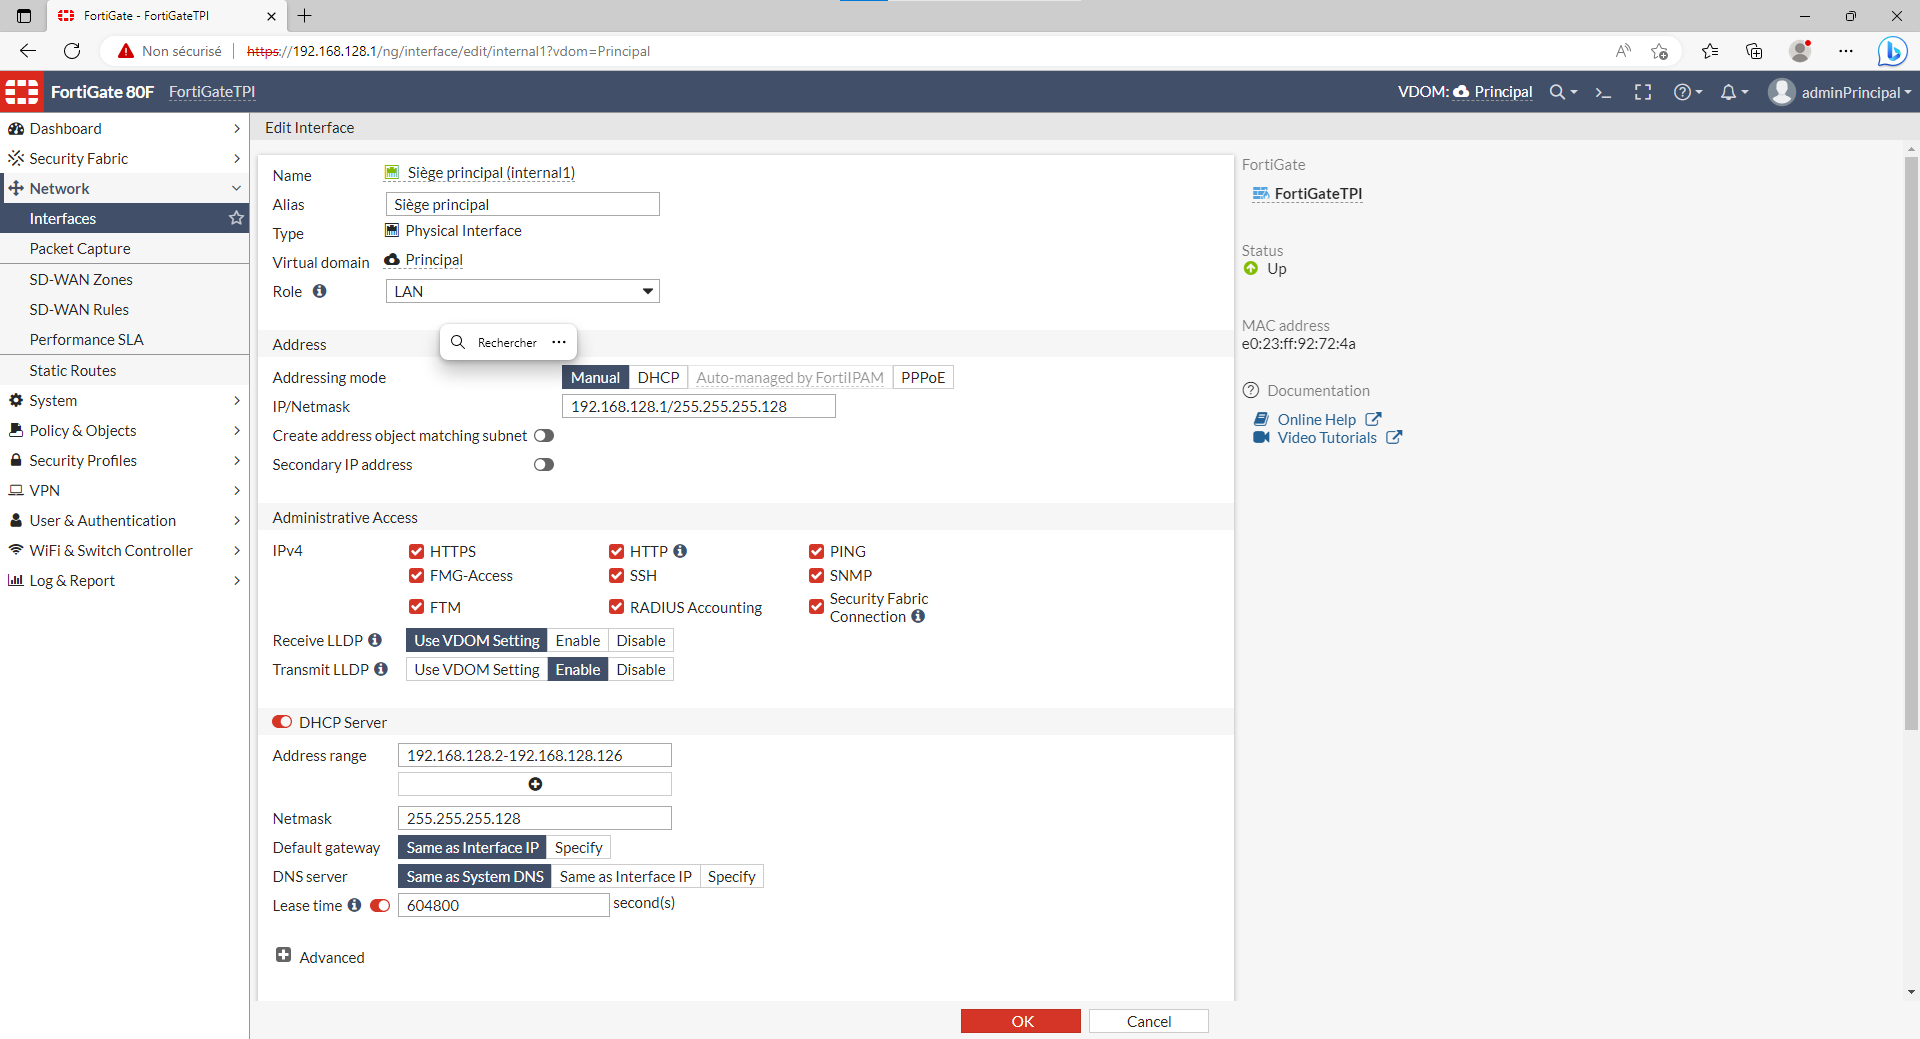 FortiGate - FortiGateTPI
Non sécurisé
https://192.168.128.1/ng/interface/edit/internal1?vdom=Principal
FortiGate 80F
FortiGateTPI
VDOM: Principal
adminPrincipal
Dashboard
Security Fabric
Network
Interfaces
Packet Capture
SD-WAN Zones
SD-WAN Rules
Performance SLA
Static Routes
System
Policy & Objects
Security Profiles
VPN
User & Authentication
WiFi & Switch Controller
Log & Report
Edit Interface
Name Siège principal (internal1)
Alias Siège principal
Type Physical Interface
Virtual domain Principal
Role LAN
Rechercher
Address
Addressing mode Manual DHCP Auto-managed by FortiIPAM PPPoE
IP/Netmask 192.168.128.1/255.255.255.128
Create address object matching subnet
Secondary IP address
Administrative Access
IPv4 HTTPS HTTP PING
FMG-Access SSH SNMP
FTM RADIUS Accounting Security Fabric
Connection
Receive LLDP Use VDOM Setting Enable Disable
Transmit LLDP Use VDOM Setting Enable Disable
DHCP Server
Address range 192.168.128.2-192.168.128.126
Netmask 255.255.255.128
Default gateway Same as Interface IP Specify
DNS server Same as System DNS Same as Interface IP Specify
Lease time 604800 second(s)
Advanced
OK Cancel
FortiGate
FortiGateTPI
Status
Up
MAC address
e0:23:ff:92:72:4a
Documentation
Online Help
Video Tutorials